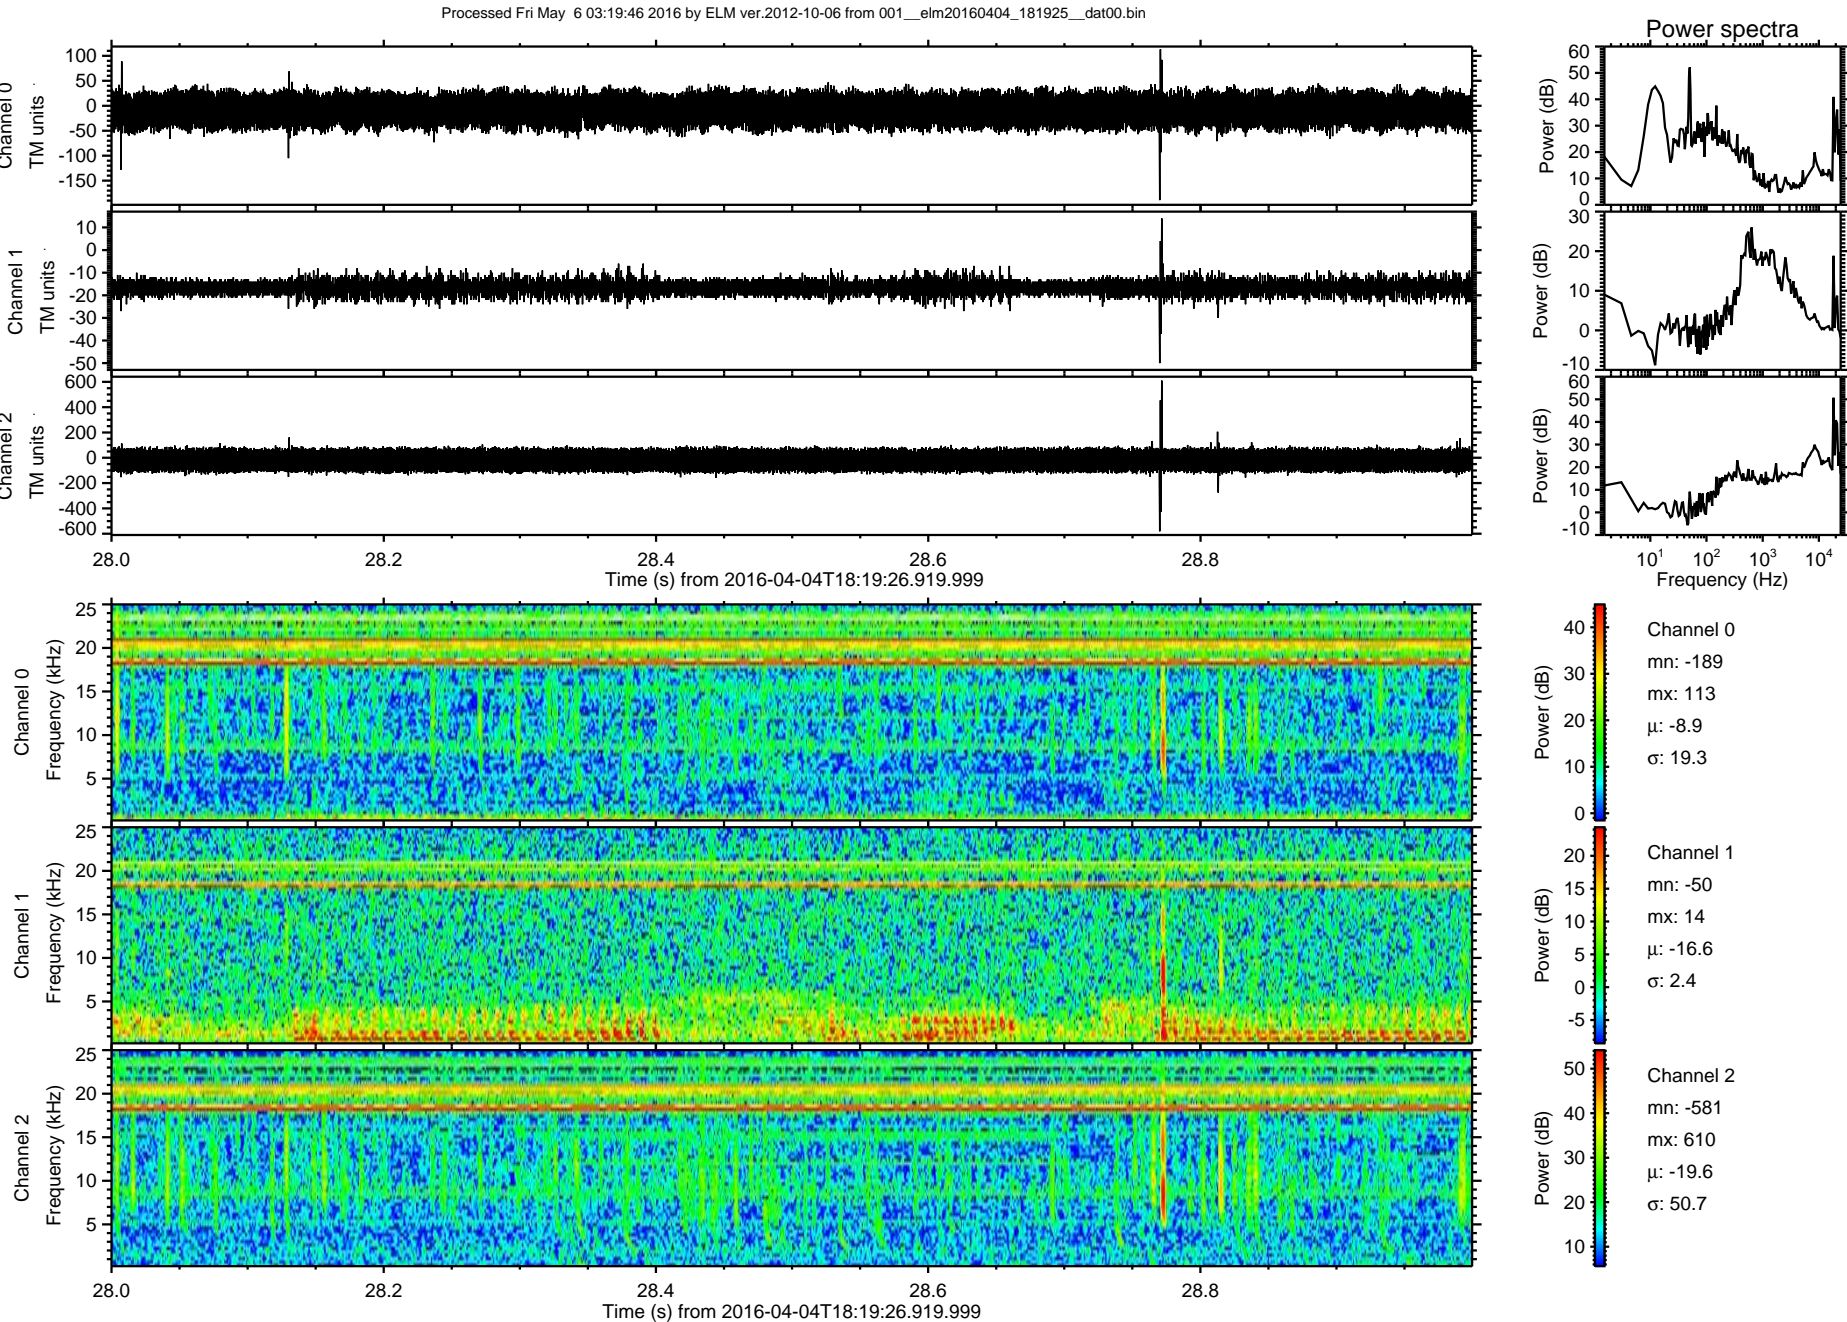 Processed Fri May  6 03:19:46 2016 by ELM ver.2012-10-06 from 001__elm20160404_181925__dat00.bin
Power spectra
Channel 0
TM units
100
50
0
-50
-100
-150
Power (dB)
60
50
40
30
20
10
0
Channel 1
TM units
10
0
-10
-20
-30
-40
-50
Power (dB)
30
20
10
0
-10
Channel 2
TM units
600
400
200
0
-200
-400
-600
Power (dB)
60
50
40
30
20
10
0
-10
28.0 28.2 28.4 28.6 28.8
Time (s) from 2016-04-04T18:19:26.919.999
10¹ 10² 10³ 10⁴
Frequency (Hz)
Channel 0
Frequency (kHz)
25
20
15
10
5
Power (dB)
40
30
20
10
0
Channel 0
mn: -189
mx: 113
μ: -8.9
σ: 19.3
Channel 1
Frequency (kHz)
25
20
15
10
5
Power (dB)
20
15
10
5
0
-5
Channel 1
mn: -50
mx: 14
μ: -16.6
σ: 2.4
Channel 2
Frequency (kHz)
25
20
15
10
5
Power (dB)
50
40
30
20
10
Channel 2
mn: -581
mx: 610
μ: -19.6
σ: 50.7
28.0 28.2 28.4 28.6 28.8
Time (s) from 2016-04-04T18:19:26.919.999